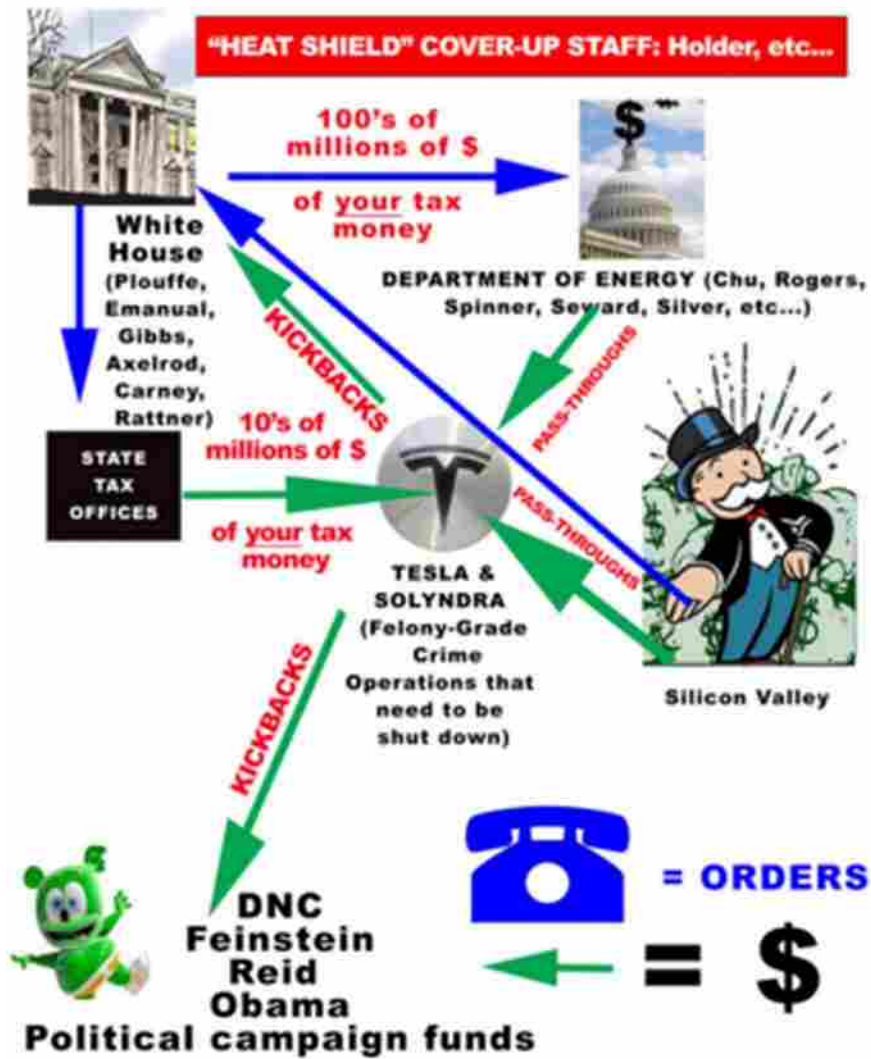 “HEAT SHIELD” COVER-UP STAFF: Holder, etc...
100's of
millions of $
of your tax
money
$
White
House
(Plouffe,
Emanual,
Gibbs,
Axelrod,
Carney,
Rattner)
DEPARTMENT OF ENERGY (Chu, Rogers,
Spinner, Seward, Silver, etc...)
KICKBACKS
PASS-THROUGHS
STATE
TAX
OFFICES
10's of
millions of $
of your tax
money
PASS-THROUGHS
TESLA &
SOLYNDRA
(Felony-Grade
Crime
Operations that
need to be
shut down)
Silicon Valley
KICKBACKS
= ORDERS
= $
DNC
Feinstein
Reid
Obama
Political campaign funds